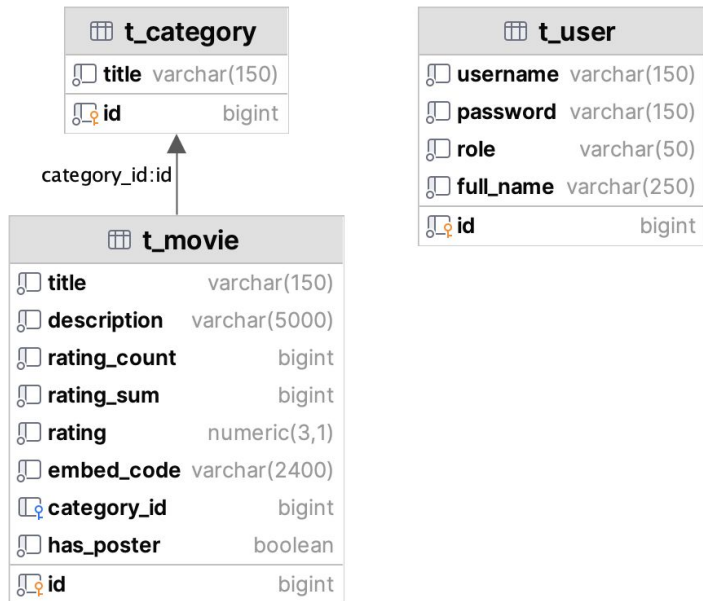 t_category
title varchar(150)
id bigint
category_id:id
t_movie
title varchar(150)
description varchar(5000)
rating_count bigint
rating_sum bigint
rating numeric(3,1)
embed_code varchar(2400)
category_id bigint
has_poster boolean
id bigint
t_user
username varchar(150)
password varchar(150)
role varchar(50)
full_name varchar(250)
id bigint